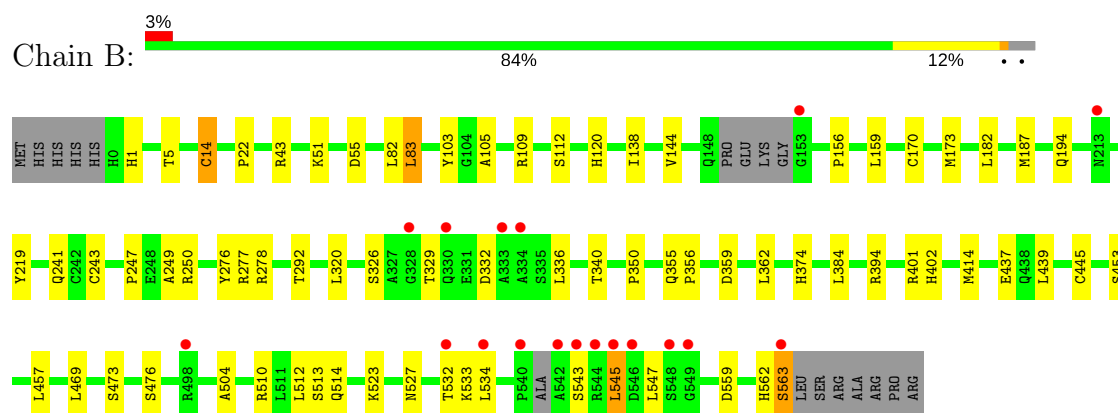 3%
Chain B:
84% 12% • •
MET HIS HIS HIS HIS H0 H1 T5 C14 P22 R43 K51 D55 L82 L83 Y103 G104 A105 R109 S112 H120 I138 V144 Q148 PRO GLU LYS GLY G153 P156 L159 C170 M173 L182 M187 Q194 N213
Y219 Q241 C242 C243 P247 E248 A249 R250 Y276 R277 R278 T292 L320 S326 A327 G328 T329 Q330 E331 D332 A333 A334 S335 L336 T340 P350 Q355 P356 D359 L362 H374 L384 R394 R401 H402 M414 E437 Q438 L439 C445 S453
L457 L469 S473 S476 R498 A504 R510 L511 L512 S513 Q514 K523 N527 T532 K533 L534 P540 ALA A542 S543 R544 L545 D546 L547 S548 G549 D559 H562 S563 LEU SER ARG ALA ARG PRO ARG